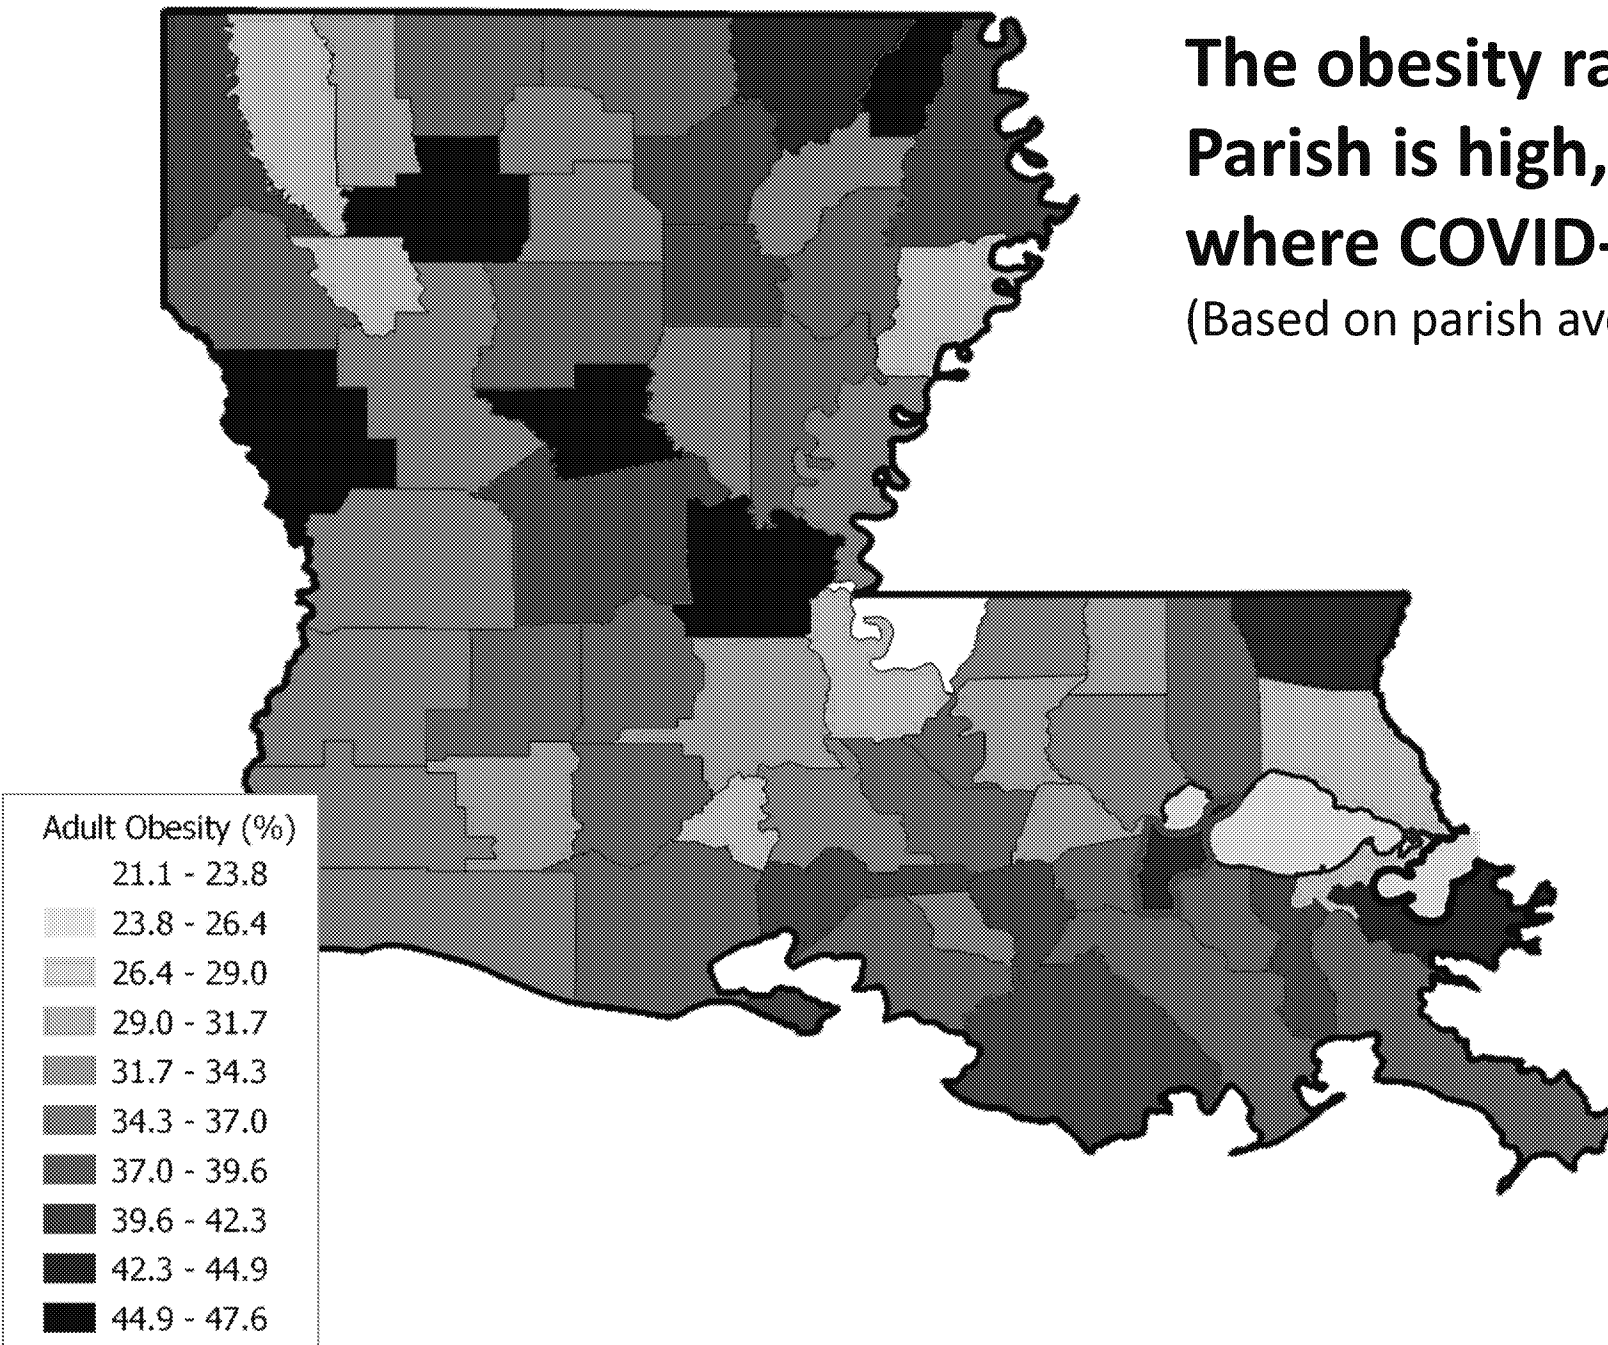 The obesity ra
Parish is high,
where COVID-
(Based on parish av
Adult Obesity (%)
21.1 - 23.8
23.8 - 26.4
26.4 - 29.0
29.0 - 31.7
31.7 - 34.3
34.3 - 37.0
37.0 - 39.6
39.6 - 42.3
42.3 - 44.9
44.9 - 47.6